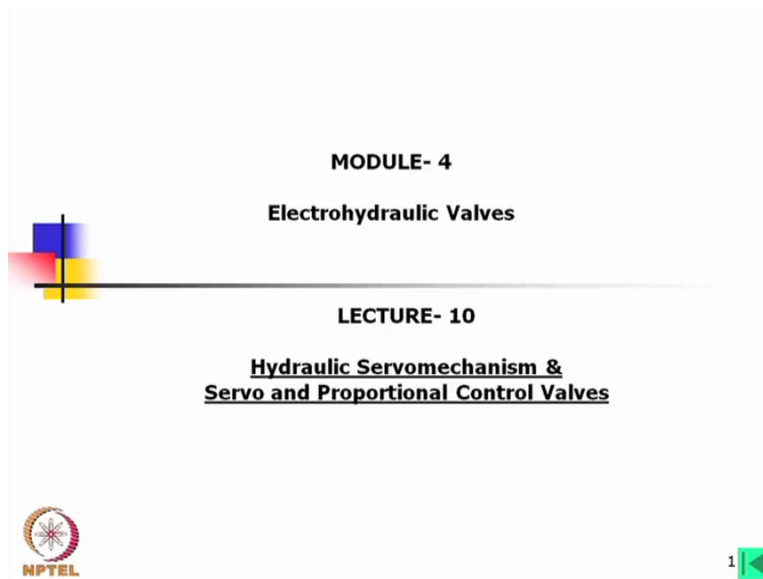 MODULE- 4
Electrohydraulic Valves
LECTURE- 10
Hydraulic Servomechanism &
Servo and Proportional Control Valves
NPTEL
1